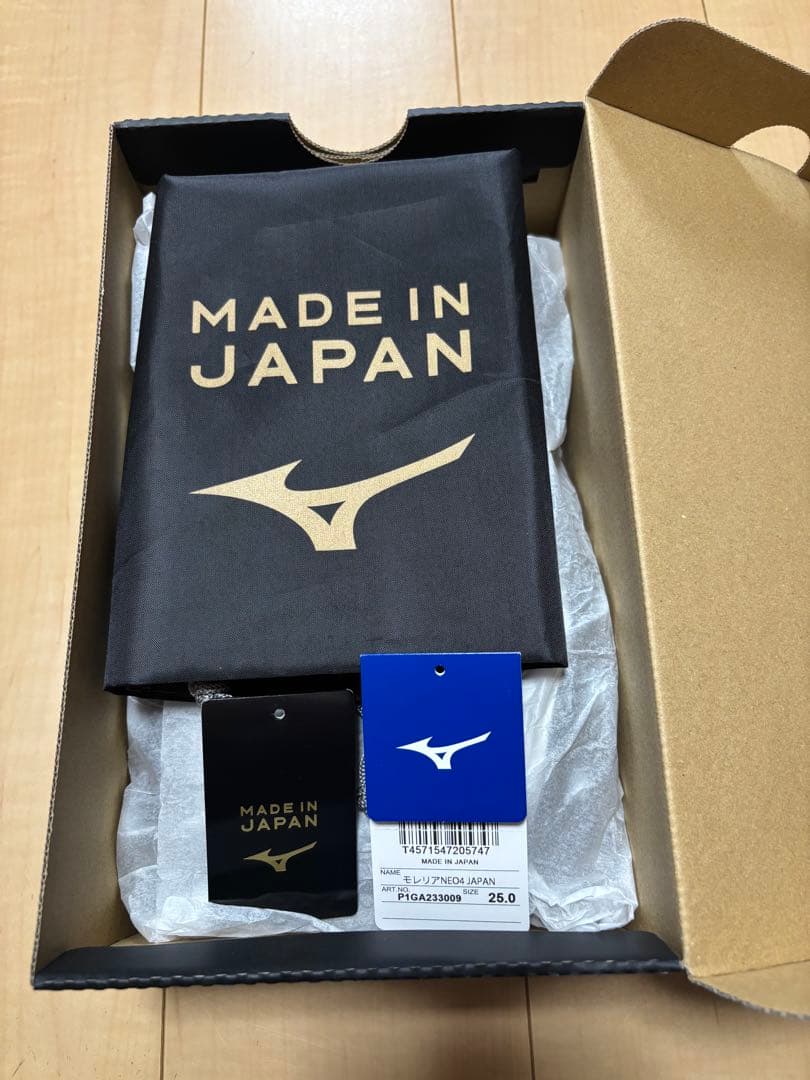 MADE IN
JAPAN
MADE IN
JAPAN
T4571547205747
MADE IN JAPAN
NAME
モレリアNEO4 JAPAN
ART.NO.
SIZE
P1GA233009
25.0